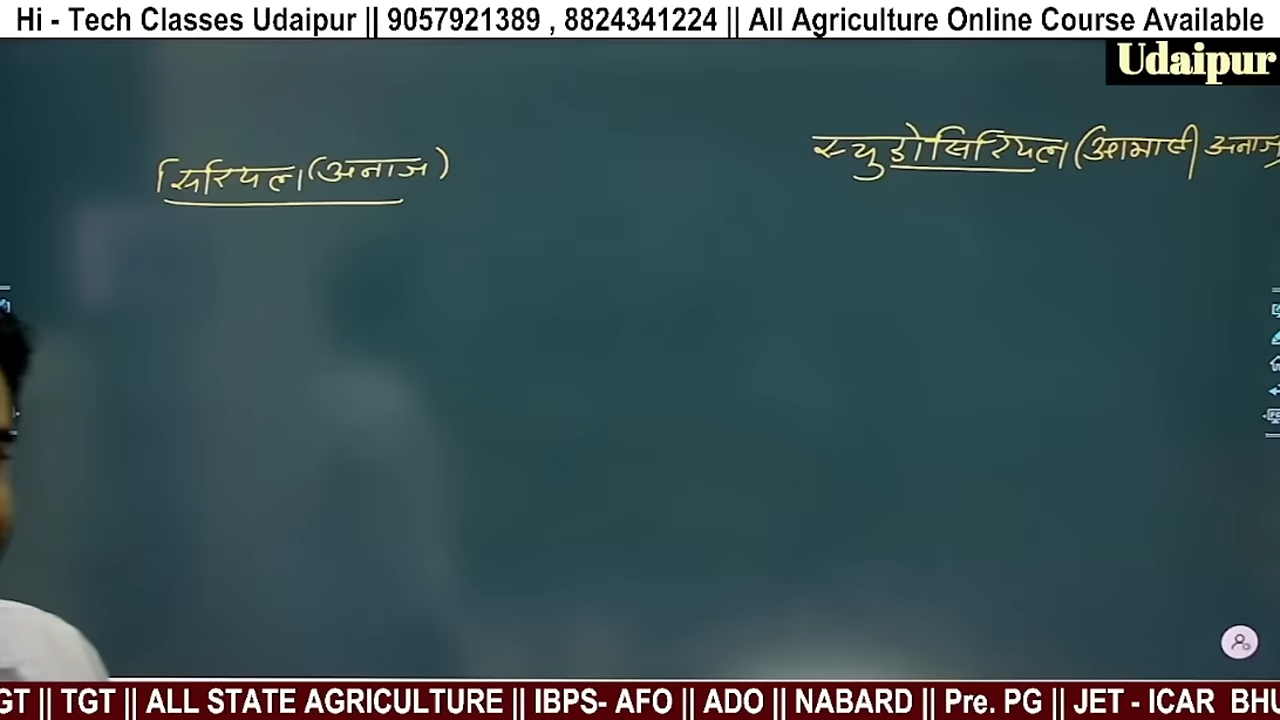 Hi - Tech Classes Udaipur || 9057921389 , 8824341224 || All Agriculture Online Course Available
Udaipur
सिरियल (अनाज)
स्युडोसिरियल (आभासी अनाज
GT || TGT || ALL STATE AGRICULTURE || IBPS- AFO || ADO || NABARD || Pre. PG || JET - ICAR BHU